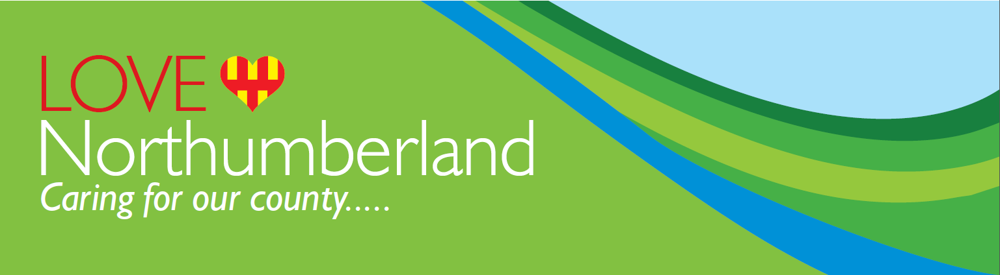 LOVE
Northumberland
Caring for our county.....